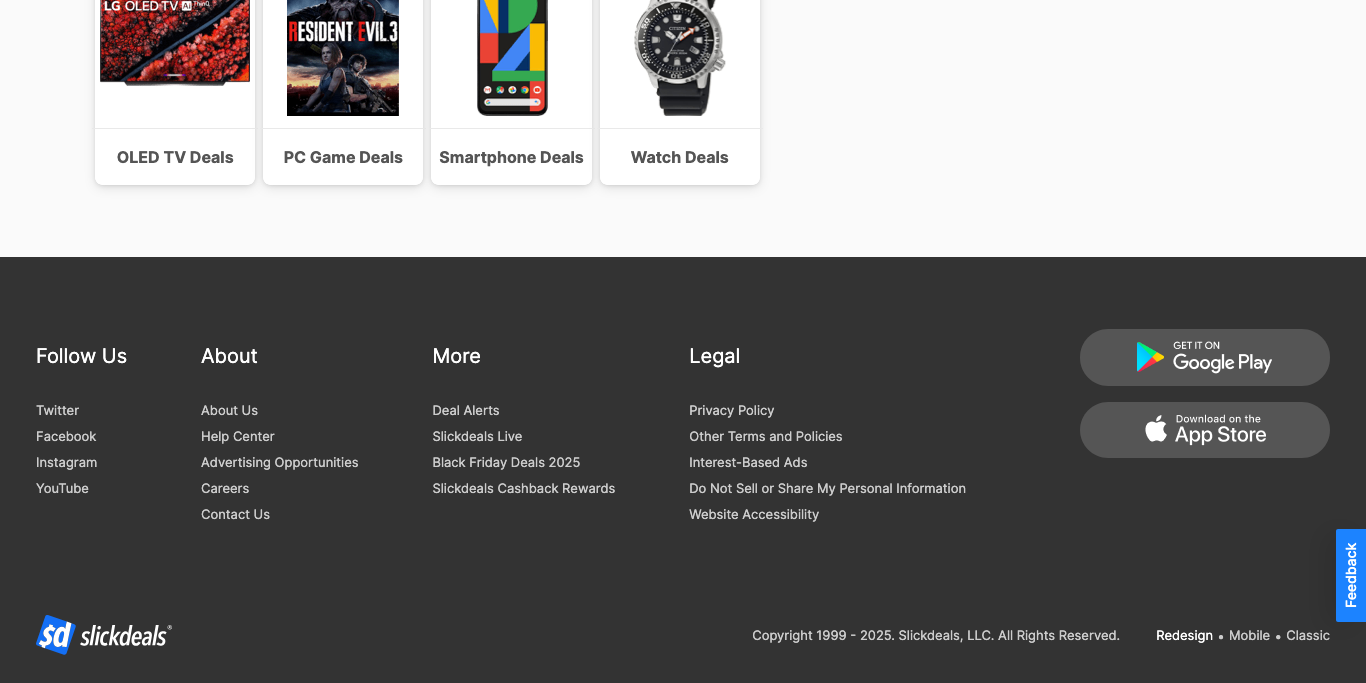 LG OLED TV AI ThinQ
RESIDENT EVIL 3
OLED TV Deals
PC Game Deals
Smartphone Deals
Watch Deals
Follow Us
Twitter
Facebook
Instagram
YouTube
About
About Us
Help Center
Advertising Opportunities
Careers
Contact Us
More
Deal Alerts
Slickdeals Live
Black Friday Deals 2025
Slickdeals Cashback Rewards
Legal
Privacy Policy
Other Terms and Policies
Interest-Based Ads
Do Not Sell or Share My Personal Information
Website Accessibility
GET IT ON
Google Play
Download on the
App Store
Feedback
sd slickdeals®
Copyright 1999 - 2025. Slickdeals, LLC. All Rights Reserved.
Redesign • Mobile • Classic